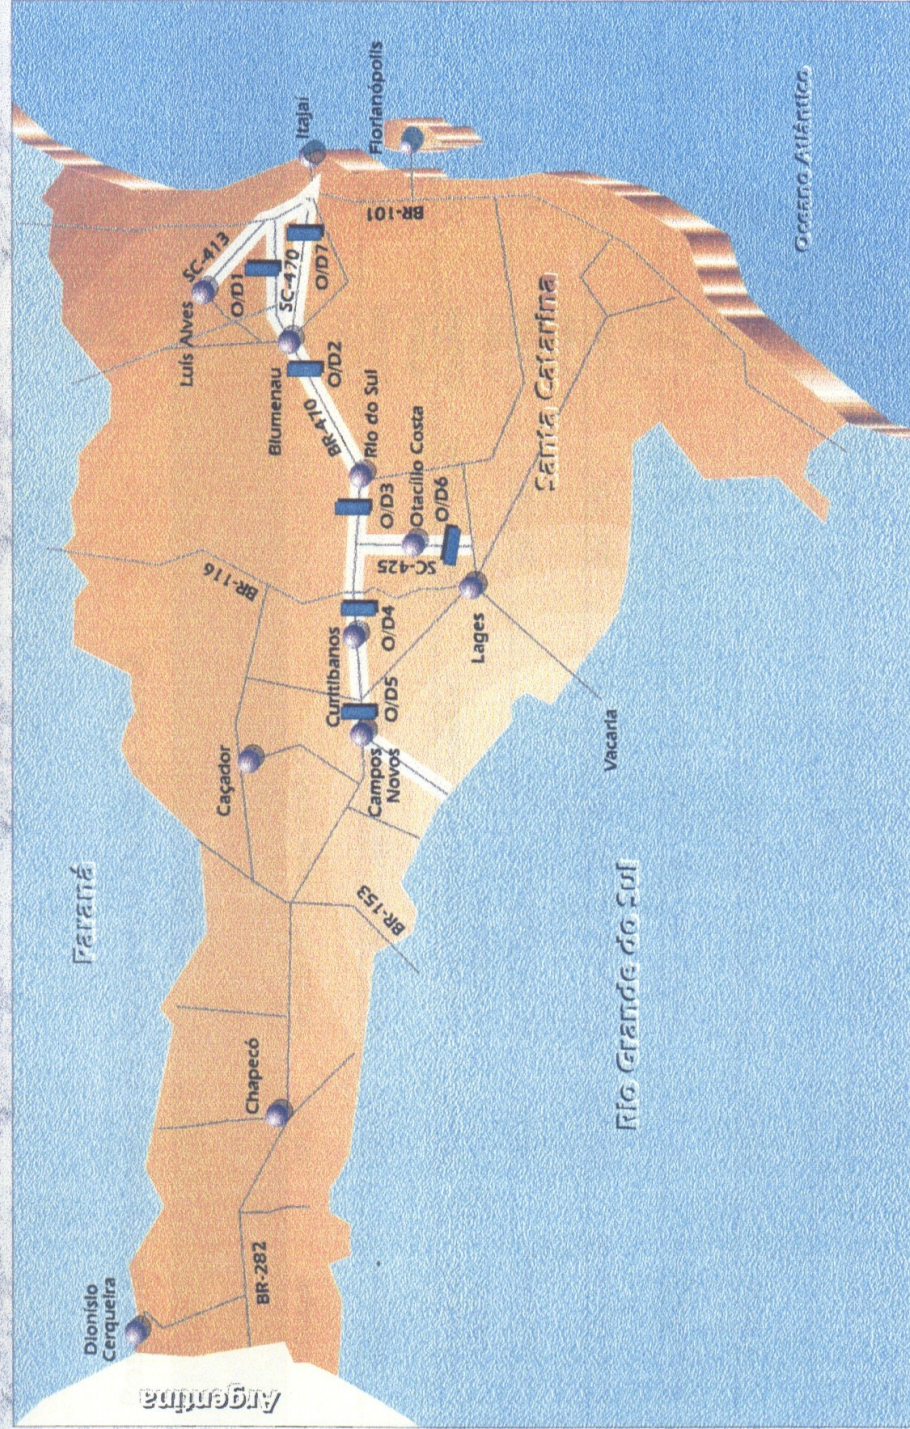 Paraná
Argentina
Dionísio
Cerqueira
BR-282
Chapecó
BR-153
Caçador
Campos
Novos
O/D5
Curitibanos
O/D4
BR-116
Lages
Vacaria
SC-425
Otacílio Costa
O/D6
O/D3
Rio do Sul
BR-470
O/D2
Blumenau
Luis Alves
SC-413
O/D1
SC-470
O/D7
Itajaí
Florianópolis
BR-101
Santa Catarina
Rio Grande do Sul
Oceano Atlântico